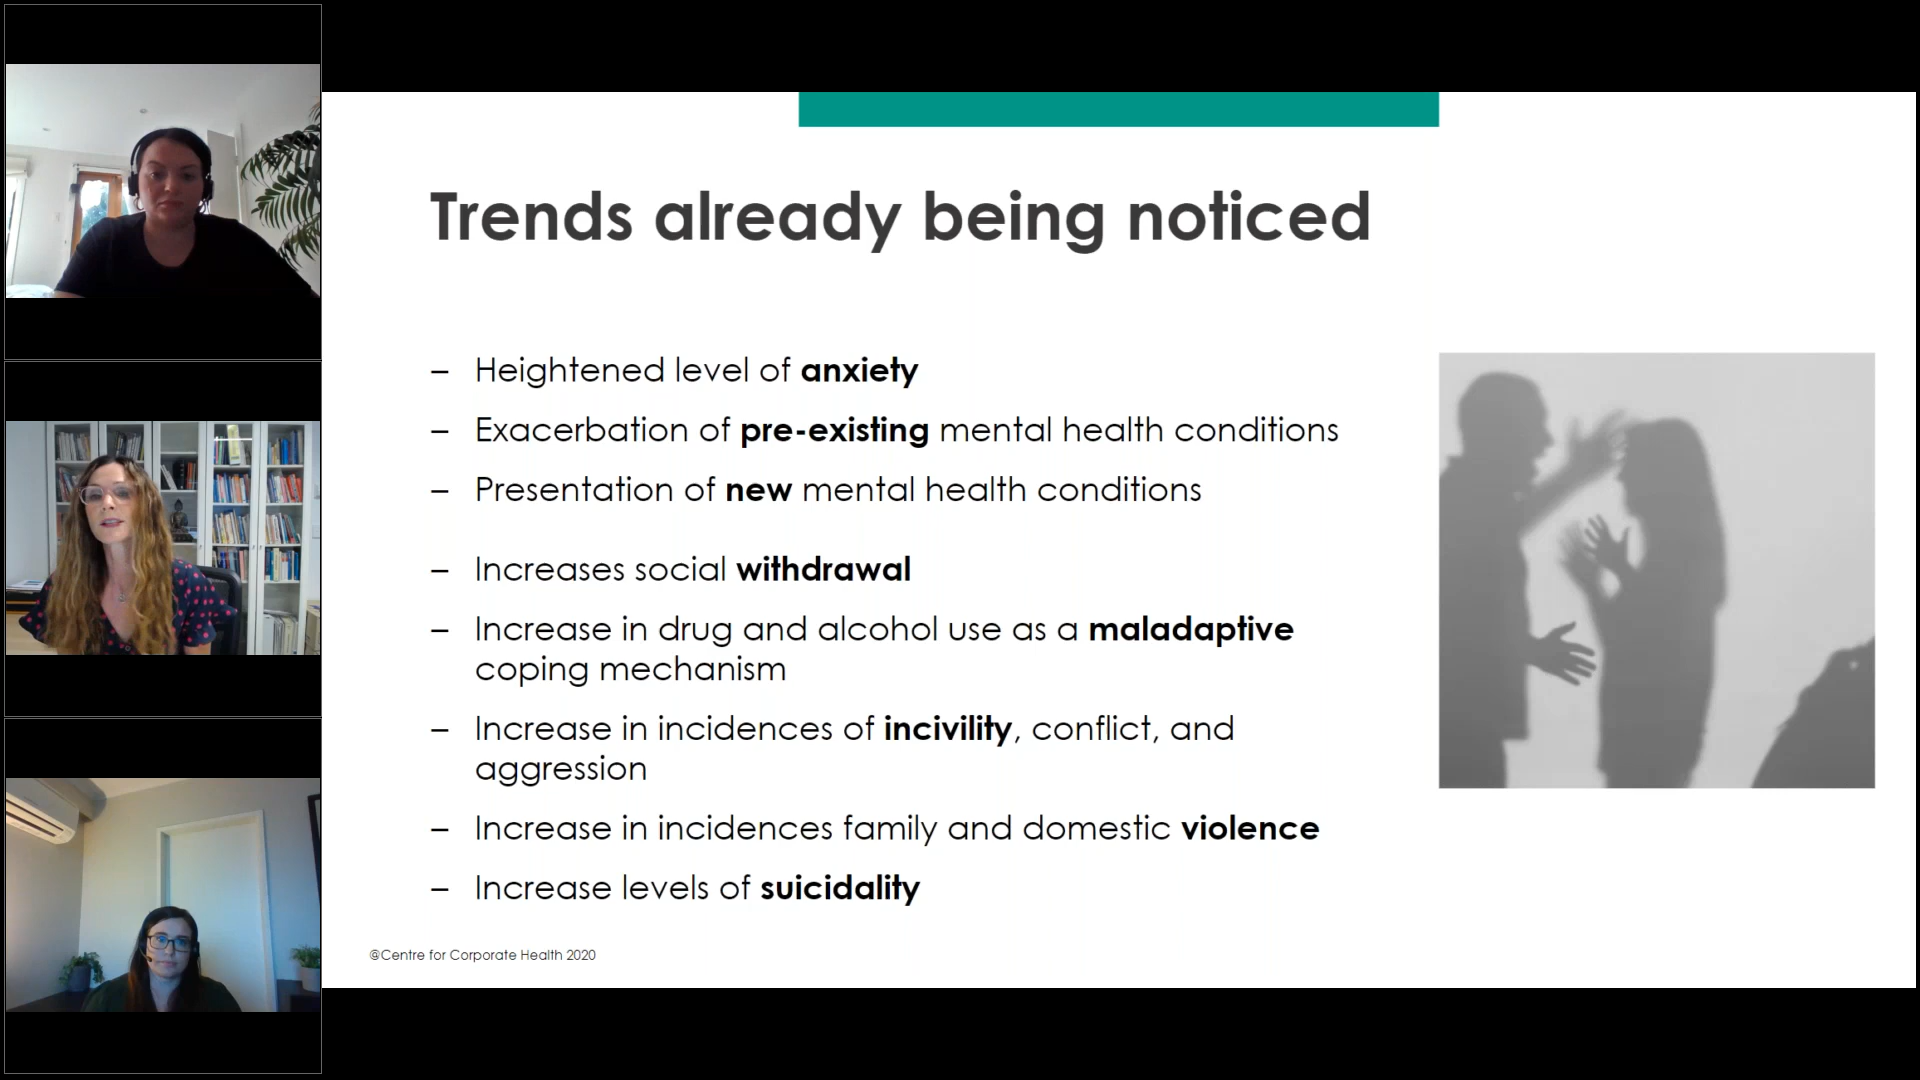 Trends already being noticed
– Heightened level of anxiety
– Exacerbation of pre-existing mental health conditions
– Presentation of new mental health conditions
– Increases social withdrawal
– Increase in drug and alcohol use as a maladaptive
coping mechanism
– Increase in incidences of incivility, conflict, and
aggression
– Increase in incidences family and domestic violence
– Increase levels of suicidality
@Centre for Corporate Health 2020